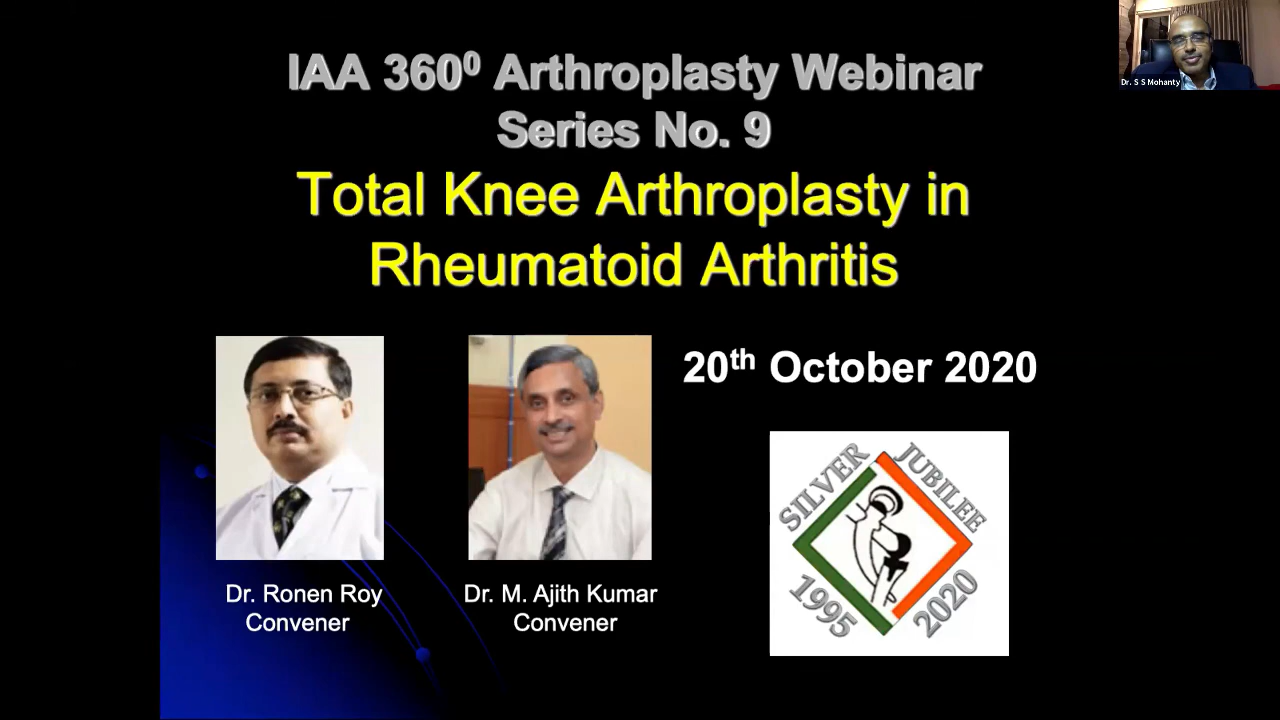 IAA 360⁰ Arthroplasty Webinar
Series No. 9
Total Knee Arthroplasty in
Rheumatoid Arthritis
20th October 2020
SILVER JUBILEE
1995 2020
Dr. Ronen Roy
Convener
Dr. M. Ajith Kumar
Convener
Dr. S S Mohanty